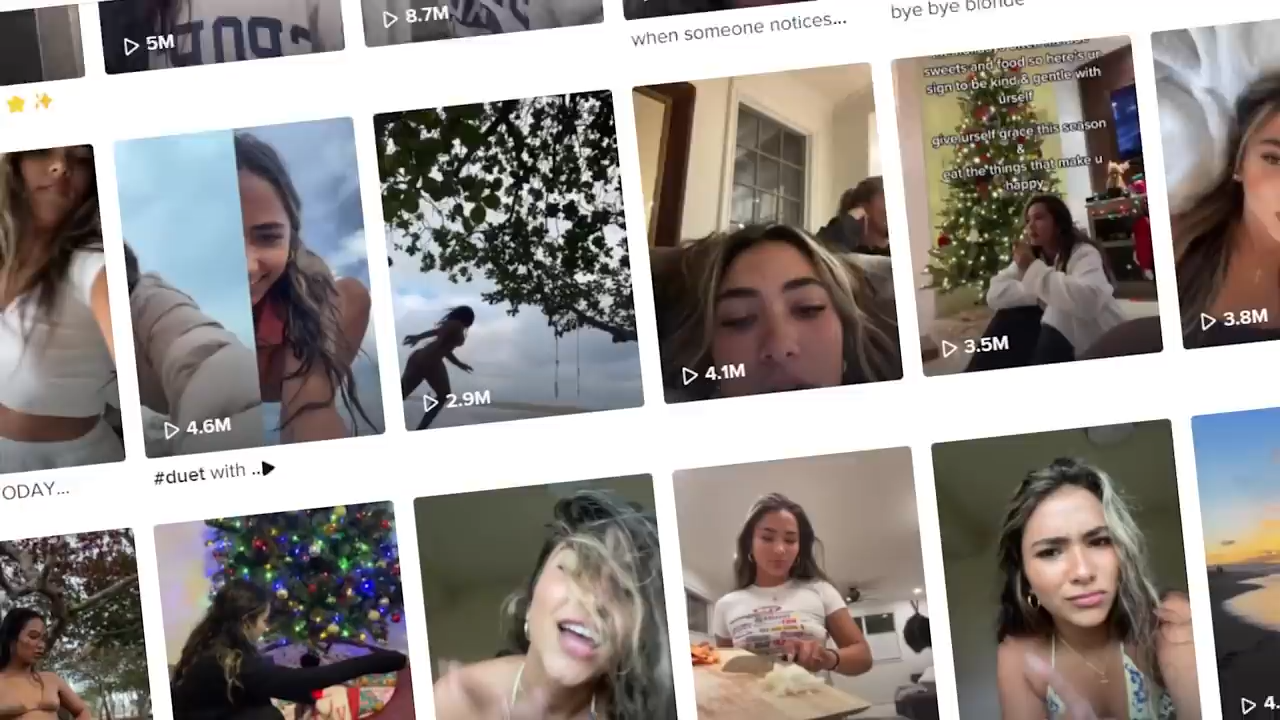 5M
8.7M
when someone notices...
bye bye blonde
sweets and food so here's ur
sign to be kind & gentle with
urself
give urself grace this season
&
eat the things that make u
happy
4.6M
2.9M
4.1M
3.5M
3.8M
ODAY...
#duet with ..
4.